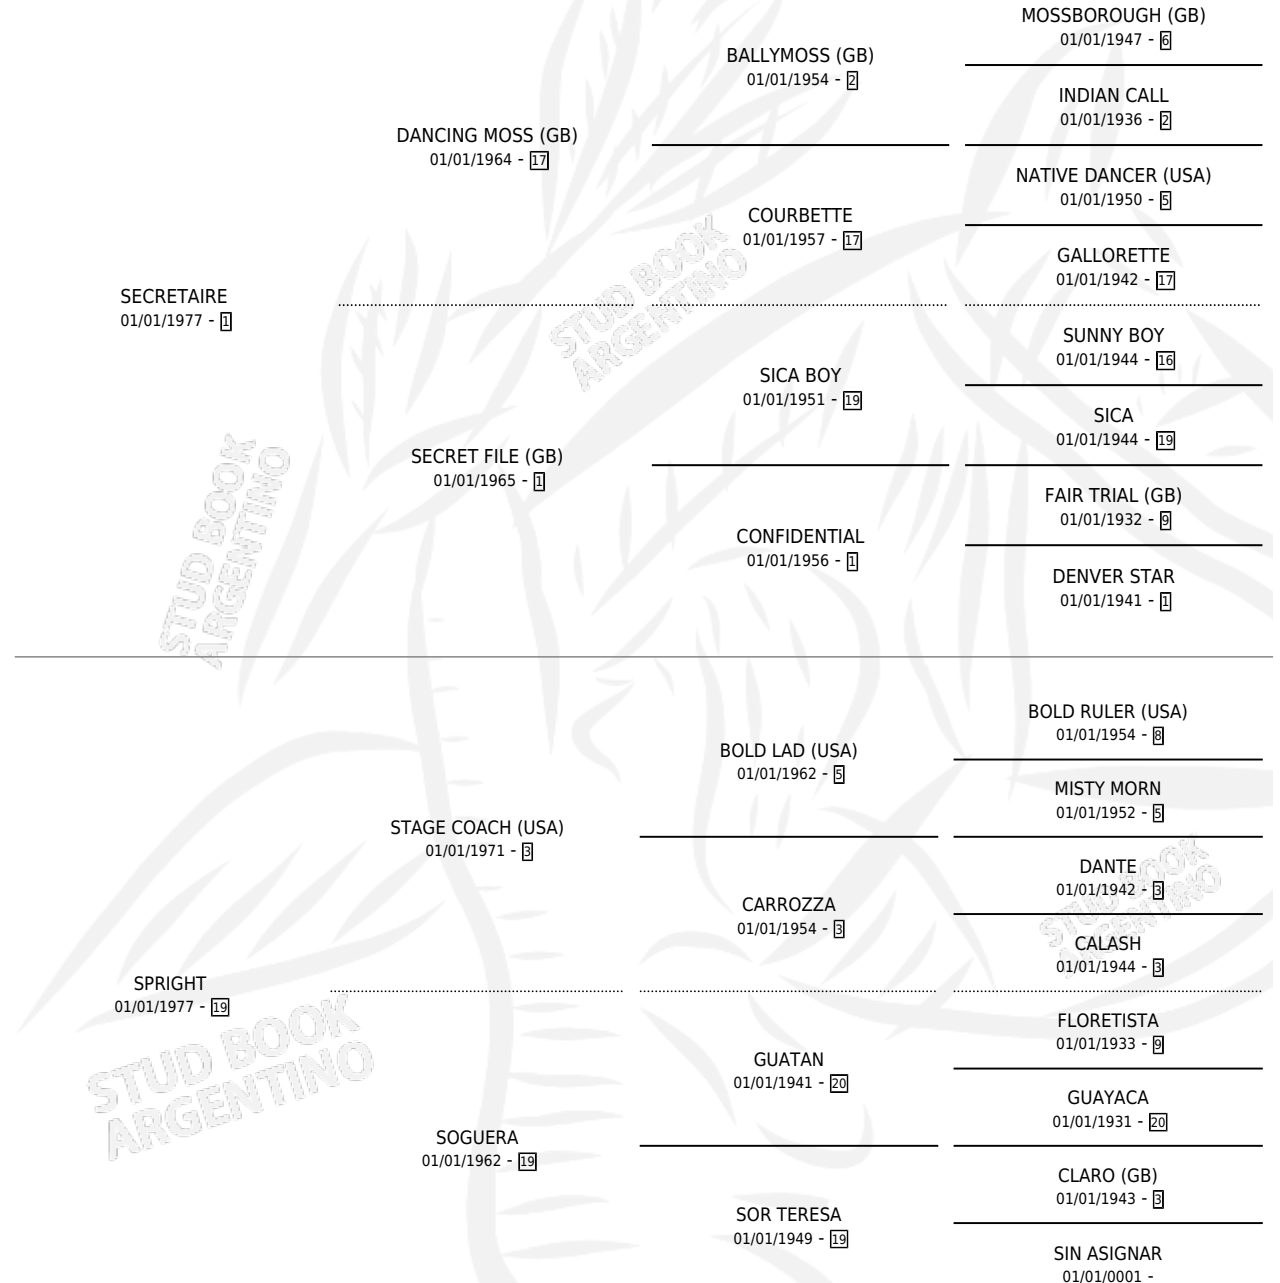 MOSSBOROUGH (GB)
01/01/1947 - 6
BALLYMOSS (GB)
01/01/1954 - 2
INDIAN CALL
01/01/1936 - 2
DANCING MOSS (GB)
01/01/1964 - 17
NATIVE DANCER (USA)
01/01/1950 - 5
COURBETTE
01/01/1957 - 17
GALLORETTE
01/01/1942 - 17
SECRETAIRE
01/01/1977 - 1
STUD BOOK
ARGENTINO
SUNNY BOY
01/01/1944 - 16
SICA BOY
01/01/1951 - 19
SICA
01/01/1944 - 19
SECRET FILE (GB)
01/01/1965 - 1
FAIR TRIAL (GB)
01/01/1932 - 9
CONFIDENTIAL
01/01/1956 - 1
DENVER STAR
01/01/1941 - 1
STUD BOOK
ARGENTINO
BOLD RULER (USA)
01/01/1954 - 8
BOLD LAD (USA)
01/01/1962 - 5
MISTY MORN
01/01/1952 - 5
STAGE COACH (USA)
01/01/1971 - 3
DANTE
01/01/1942 - 3
CARROZZA
01/01/1954 - 3
STUD BOOK
ARGENTINO
CALASH
01/01/1944 - 3
SPRIGHT
01/01/1977 - 19
FLORETISTA
01/01/1933 - 9
GUATAN
01/01/1941 - 20
STUD BOOK
ARGENTINO
GUAYACA
01/01/1931 - 20
SOGUERA
01/01/1962 - 19
CLARO (GB)
01/01/1943 - 3
SOR TERESA
01/01/1949 - 19
SIN ASIGNAR
01/01/0001 -